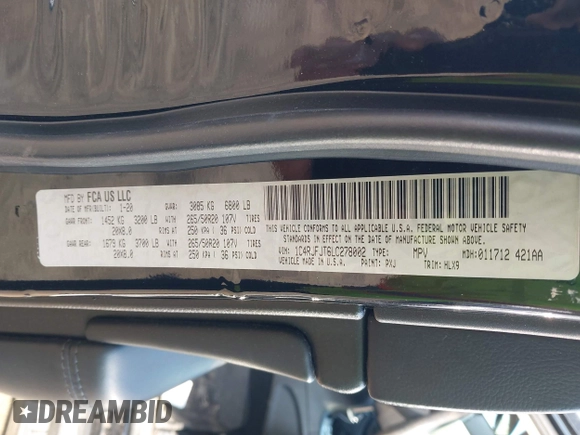 MFD BY FCA US LLC
DATE OF MFR/BUILT: 1-20 GVWR: 3085 KG 6800 LB
GAWR FRONT: 1452 KG 3200 LB WITH 265/50R20 107V TIRES
20X8.0 RIMS AT 250 KPA/ 36 PSI COLD
GAWR REAR: 1679 KG 3700 LB WITH 265/50R20 107V TIRES
20X8.0 RIMS AT 250 KPA/ 36 PSI COLD
THIS VEHICLE CONFORMS TO ALL APPLICABLE U.S.A. FEDERAL MOTOR VEHICLE SAFETY,
STANDARDS IN EFFECT ON THE DATE OF MANUFACTURE SHOWN ABOVE.
VIN: 1C4RJFJT6LC278002 TYPE: MPV MDH:011712 421AA
MADE IN U.S.A. PAINT: PXJ TRIM: HLX9
DREAMBID